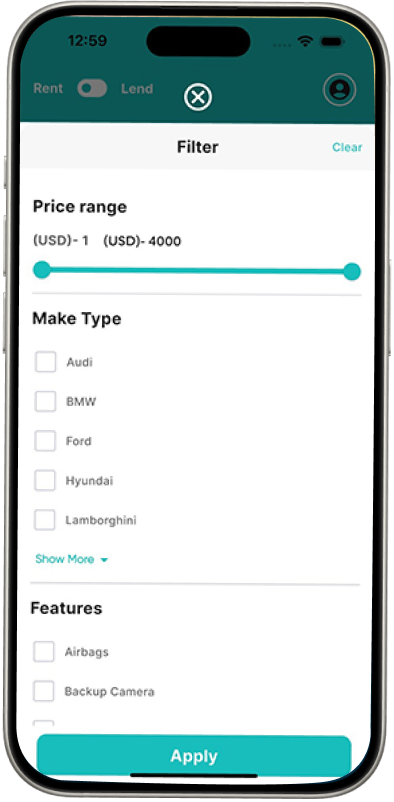 12:59
Rent Lend
Filter Clear
Price range
(USD)- 1 (USD)- 4000
Make Type
Audi
BMW
Ford
Hyundai
Lamborghini
Show More
Features
Airbags
Backup Camera
Apply